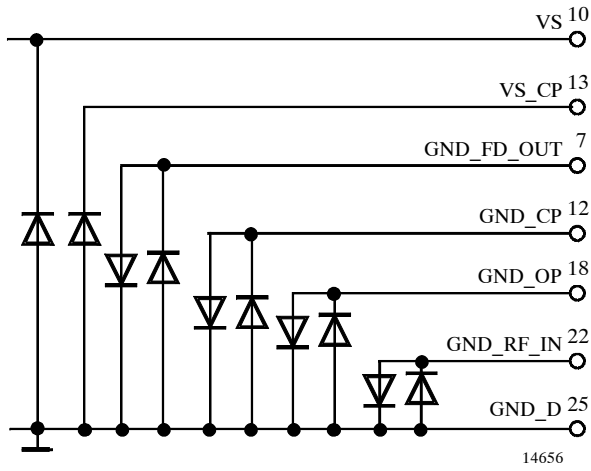 VS 10
VS_CP 13
GND_FD_OUT 7
GND_CP 12
GND_OP 18
GND_RF_IN 22
GND_D 25
14656